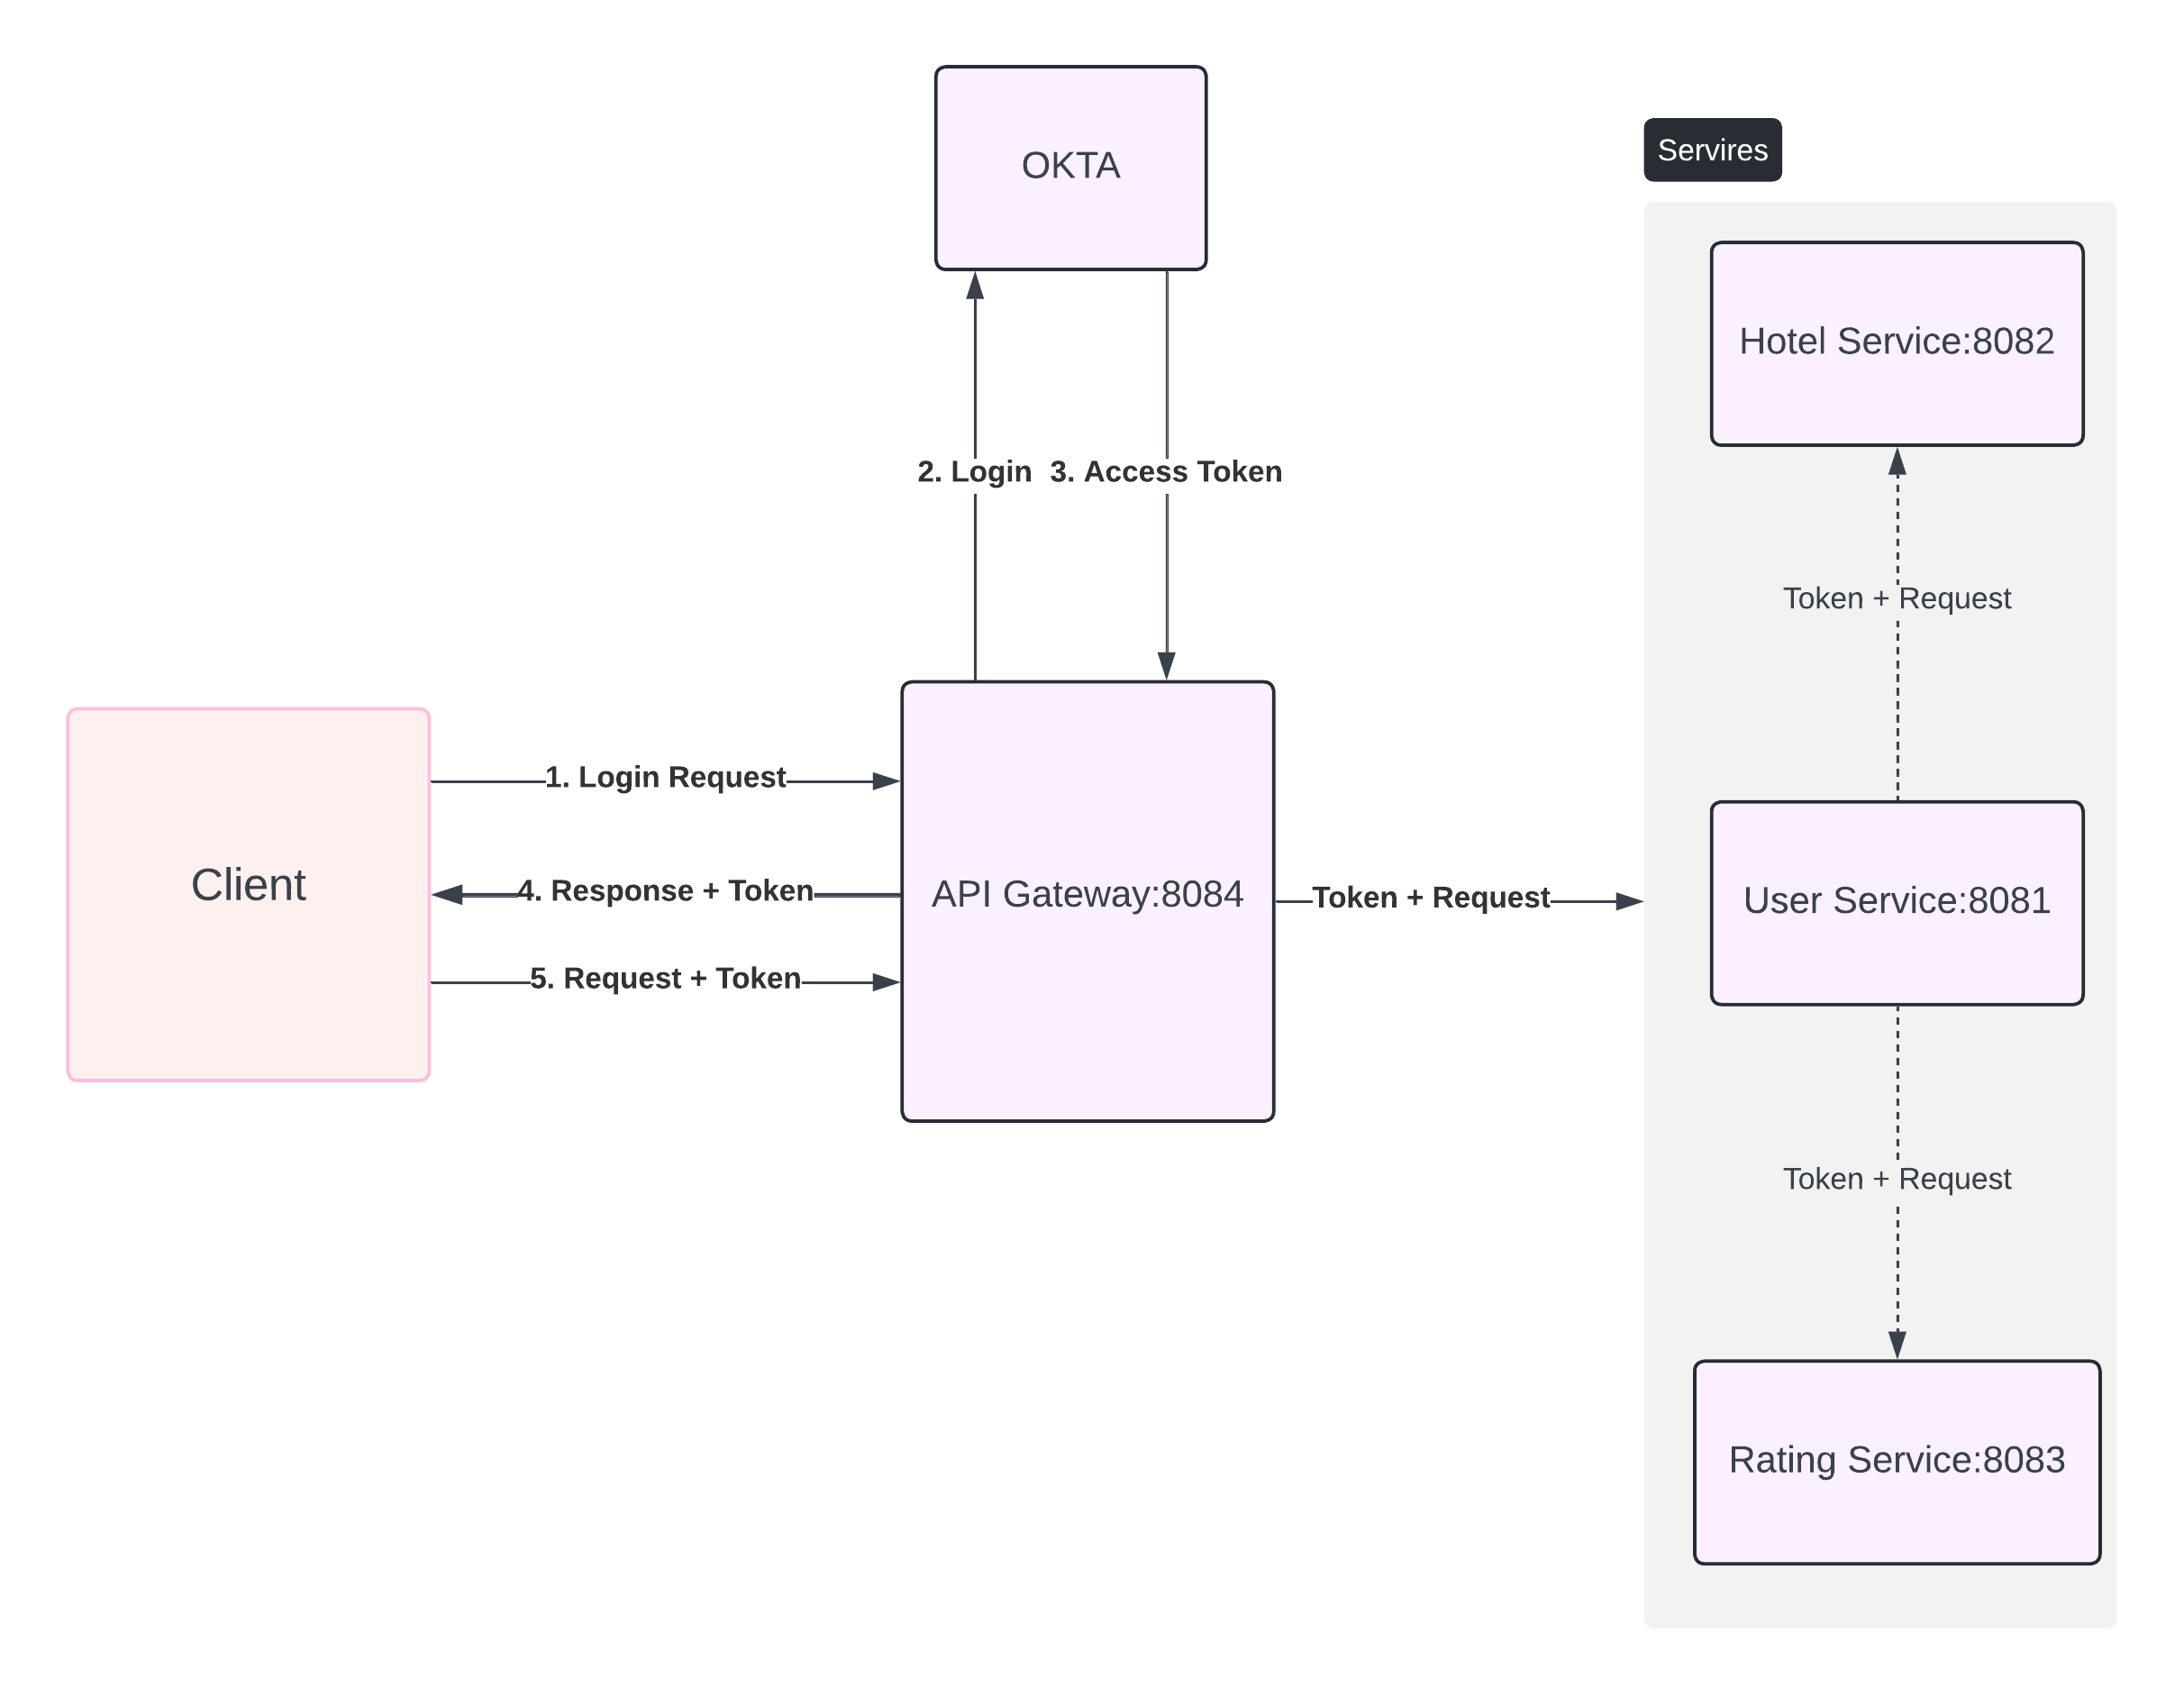 OKTA
Servires
Hotel Service:8082
2. Login
3. Access Token
Token + Request
1. Login Request
Client
4. Response + Token
API Gateway:8084
Token + Request
User Service:8081
5. Request + Token
Token + Request
Rating Service:8083